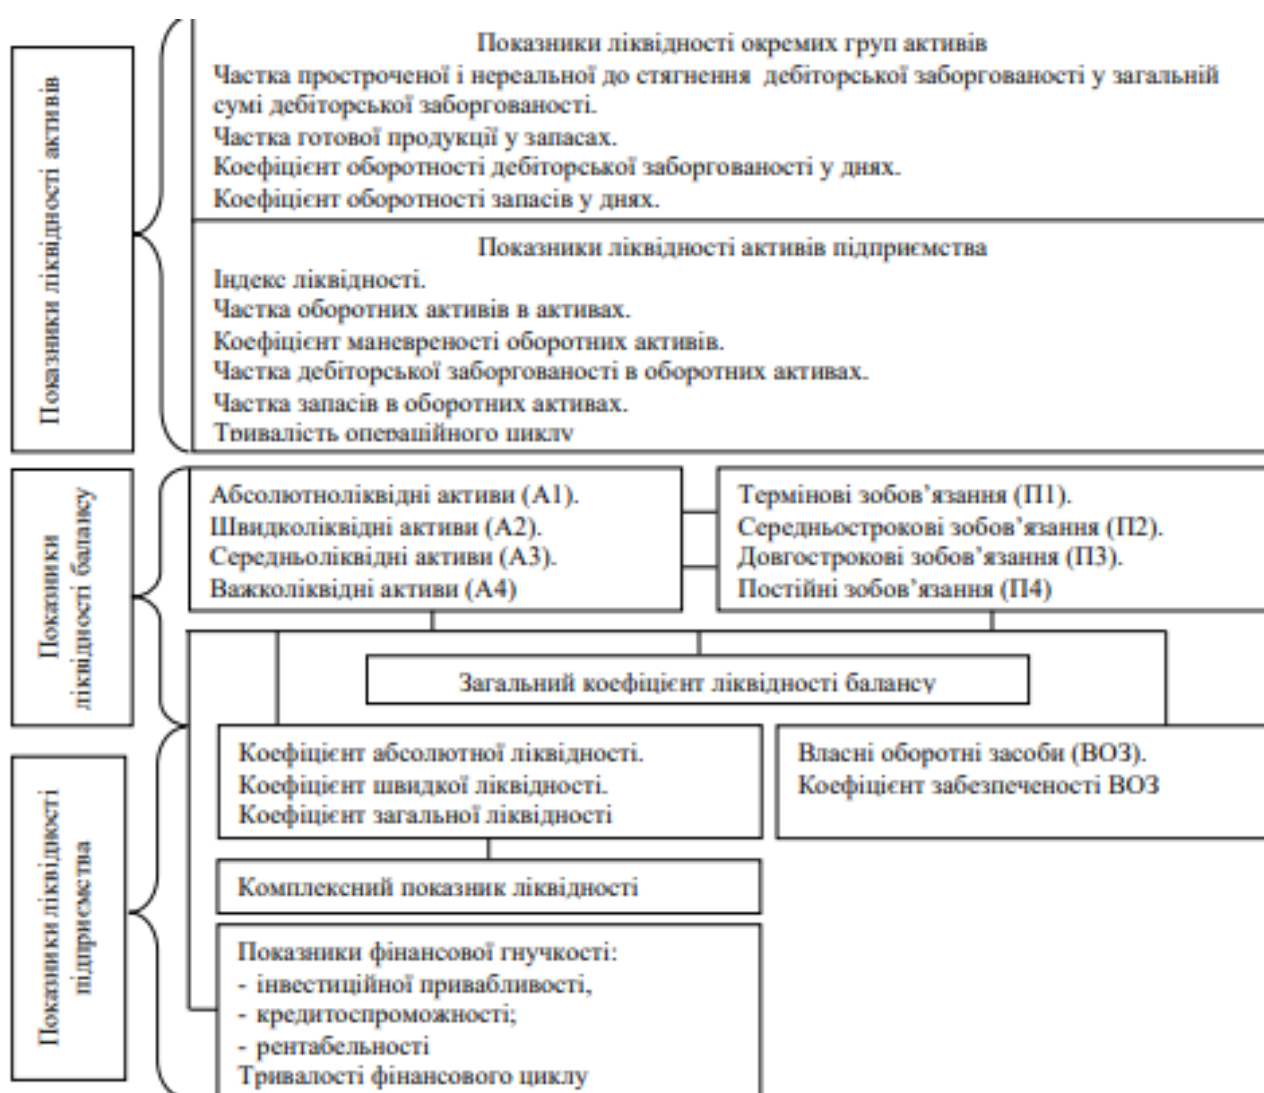 Показники ліквідності активів
Показники ліквідності окремих груп активів
Частка простроченої і нереальної до стягнення дебіторської заборгованості у загальній
сумі дебіторської заборгованості.
Частка готової продукції у запасах.
Коефіцієнт оборотності дебіторської заборгованості у днях.
Коефіцієнт оборотності запасів у днях.
Показники ліквідності активів підприємства
Індекс ліквідності.
Частка оборотних активів в активах.
Коефіцієнт маневреності оборотних активів.
Частка дебіторської заборгованості в оборотних активах.
Частка запасів в оборотних активах.
Тривалість операційного циклу
Показники
ліквідності балансу
Абсолютноліквідні активи (А1).
Швидколіквідні активи (А2).
Середньоліквідні активи (А3).
Важколіквідні активи (А4)
Термінові зобов’язання (П1).
Середньострокові зобов’язання (П2).
Довгострокові зобов’язання (П3).
Постійні зобов’язання (П4)
Загальний коефіцієнт ліквідності балансу
Показники ліквідності
підприємства
Коефіцієнт абсолютної ліквідності.
Коефіцієнт швидкої ліквідності.
Коефіцієнт загальної ліквідності
Власні оборотні засоби (ВОЗ).
Коефіцієнт забезпеченості ВОЗ
Комплексний показник ліквідності
Показники фінансової гнучкості:
- інвестиційної привабливості,
- кредитоспроможності;
- рентабельності
Тривалості фінансового циклу